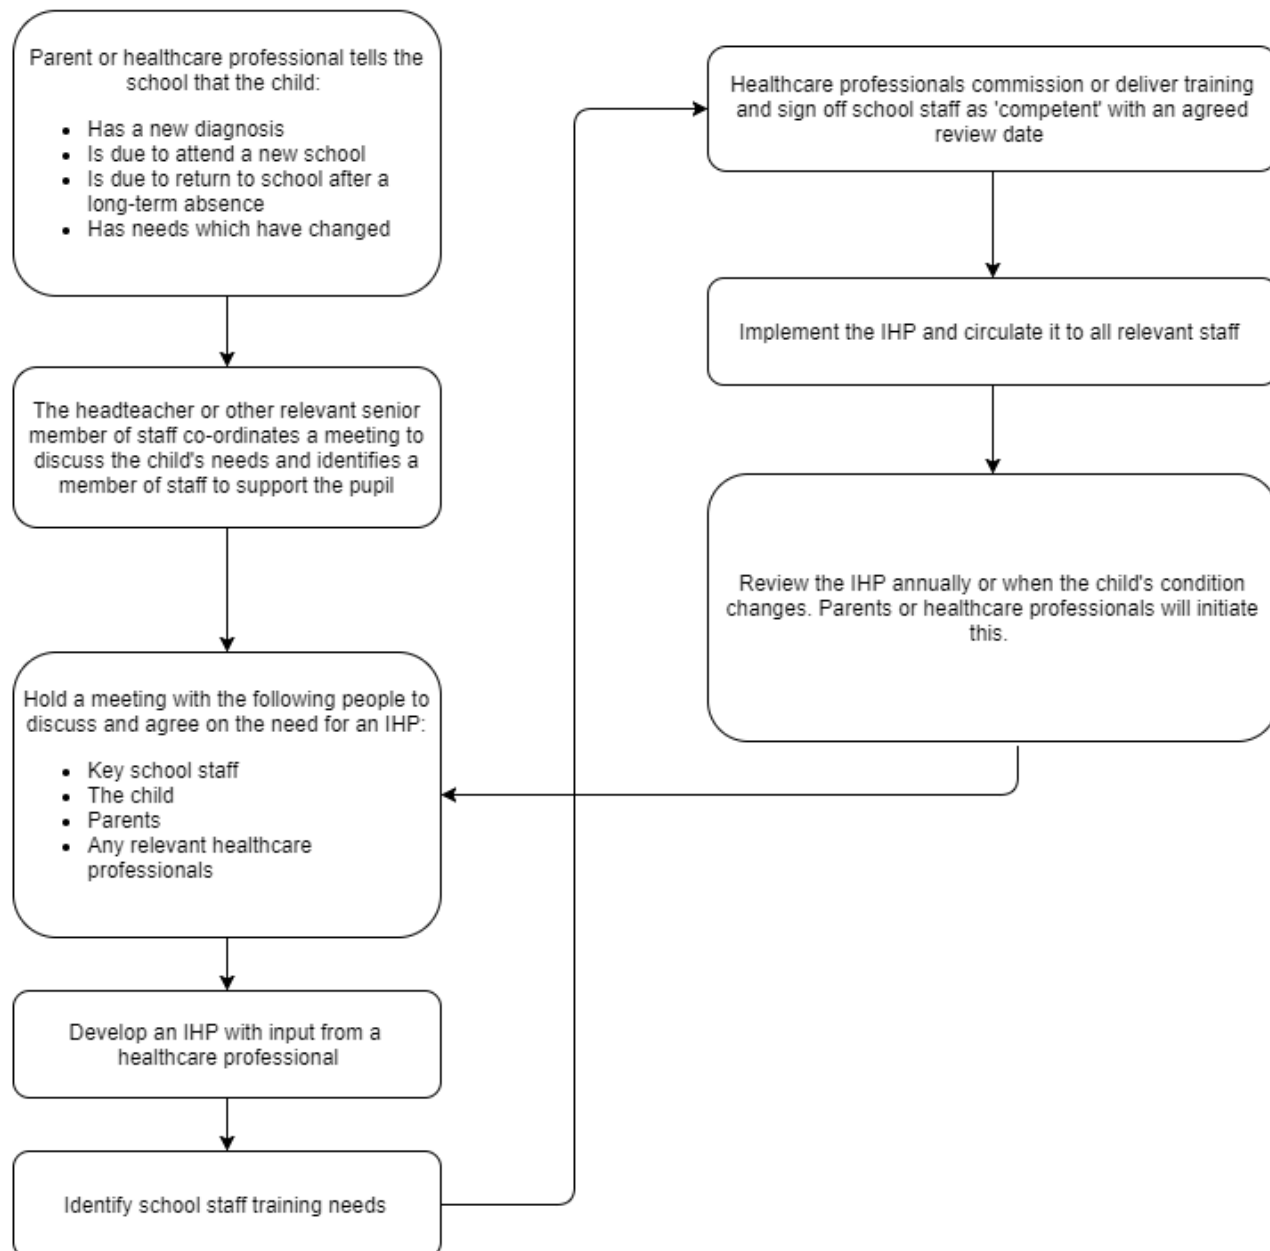 Parent or healthcare professional tells the
school that the child:
• Has a new diagnosis
• Is due to attend a new school
• Is due to return to school after a
long-term absence
• Has needs which have changed
The headteacher or other relevant senior
member of staff co-ordinates a meeting to
discuss the child's needs and identifies a
member of staff to support the pupil
Hold a meeting with the following people to
discuss and agree on the need for an IHP:
• Key school staff
• The child
• Parents
• Any relevant healthcare
professionals
Develop an IHP with input from a
healthcare professional
Identify school staff training needs
Healthcare professionals commission or deliver training
and sign off school staff as 'competent' with an agreed
review date
Implement the IHP and circulate it to all relevant staff
Review the IHP annually or when the child's condition
changes. Parents or healthcare professionals will initiate
this.